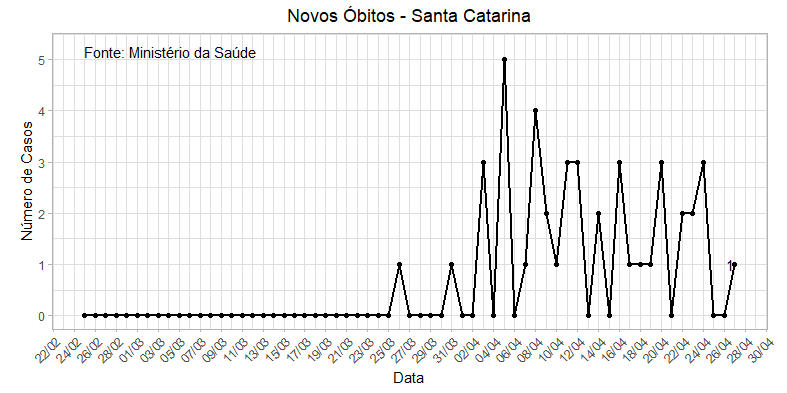 Novos Óbitos - Santa Catarina
Fonte: Ministério da Saúde
Número de Casos
5
4
3
2
1
0
1
22/02 24/02 26/02 28/02 01/03 03/03 05/03 07/03 09/03 11/03 13/03 15/03 17/03 19/03 21/03 23/03 25/03 27/03 29/03 31/03 02/04 04/04 06/04 08/04 10/04 12/04 14/04 16/04 18/04 20/04 22/04 24/04 26/04 28/04 30/04
Data